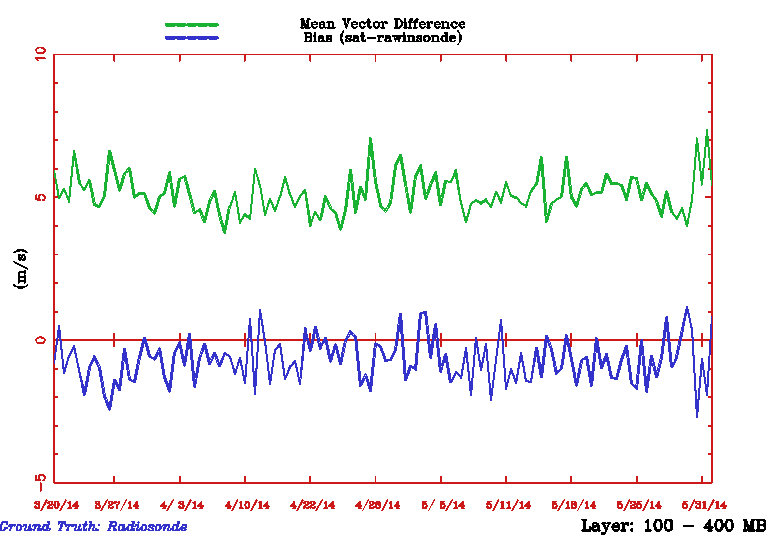 Mean Vector Difference
Bias (sat-rawinsonde)
10
5
(m/s)
0
-5
3/20/14 3/27/14 4/ 3/14 4/10/14 4/22/14 4/28/14 5/ 5/14 5/11/14 5/18/14 5/25/14 5/31/14
Ground Truth: Radiosonde
Layer: 100 - 400 MB